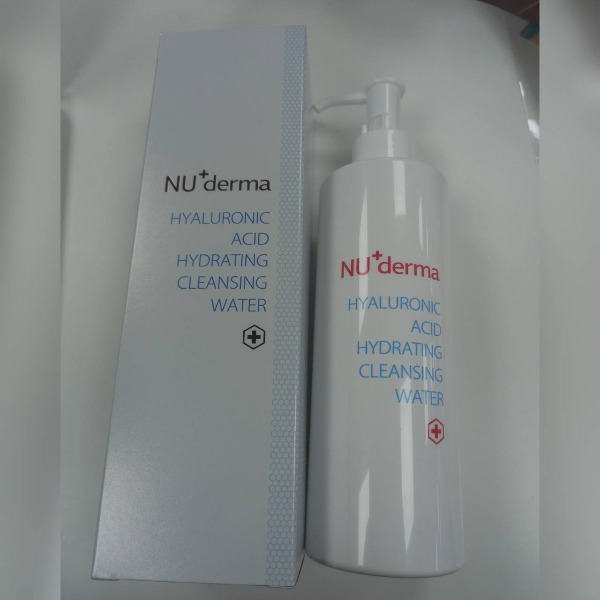 NU+derma
HYALURONIC
ACID
HYDRATING
CLEANSING
WATER
NU+derma
HYALURONIC
ACID
HYDRATING
CLEANSING
WATER